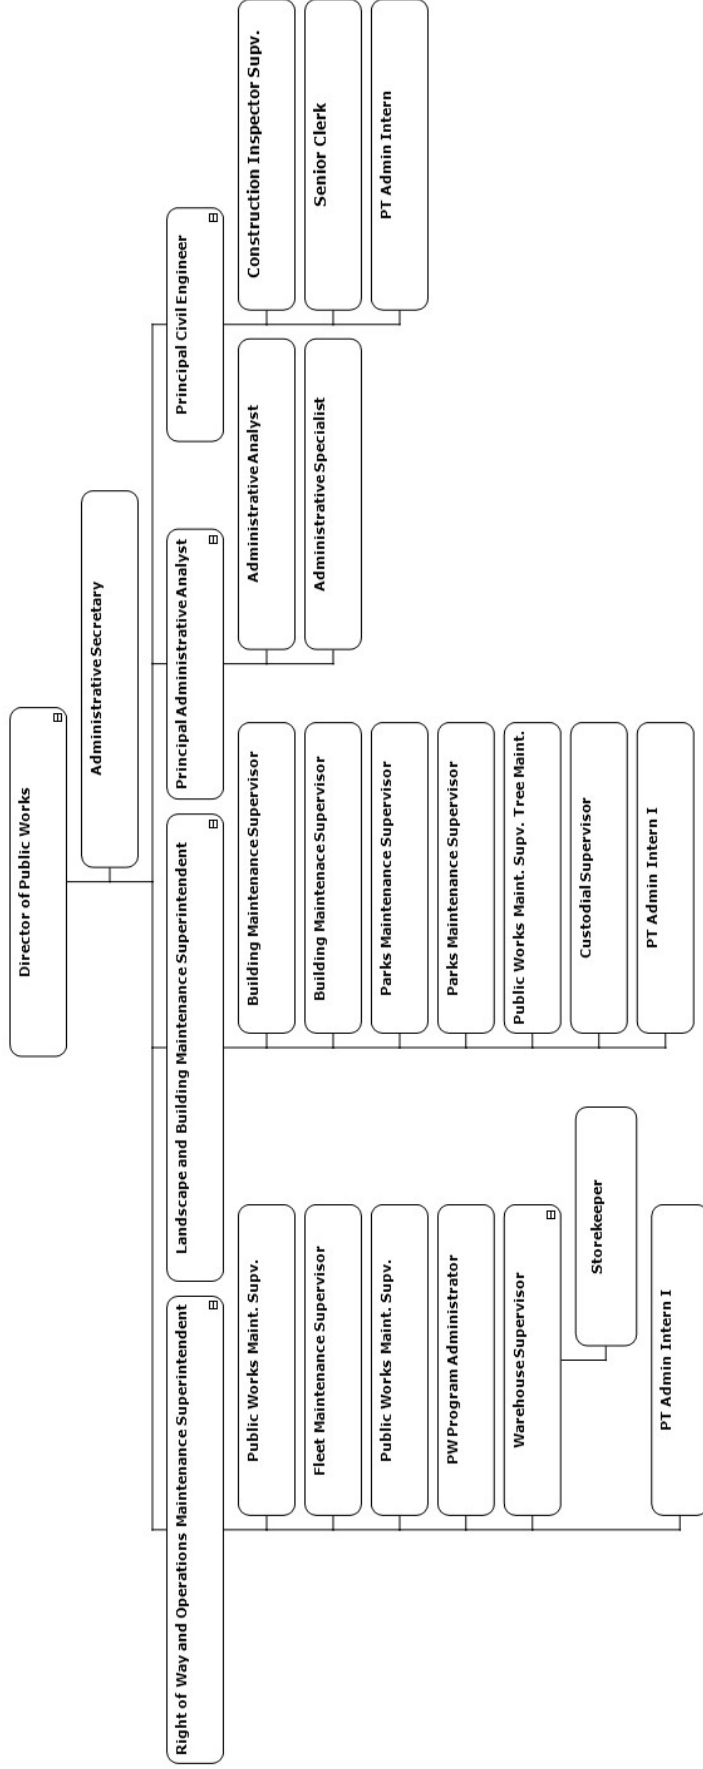 Director of Public Works
Administrative Secretary
Right of Way and Operations Maintenance Superintendent
Public Works Maint. Supv.
Fleet Maintenance Supervisor
Public Works Maint. Supv.
PW Program Administrator
Warehouse Supervisor
Storekeeper
PT Admin Intern I
Landscape and Building Maintenance Superintendent
Building Maintenance Supervisor
Building Maintenace Supervisor
Parks Maintenance Supervisor
Parks Maintenance Supervisor
Public Works Maint. Supv. Tree Maint.
Custodial Supervisor
PT Admin Intern I
Principal Administrative Analyst
Administrative Analyst
Administrative Specialist
Principal Civil Engineer
Construction Inspector Supv.
Senior Clerk
PT Admin Intern